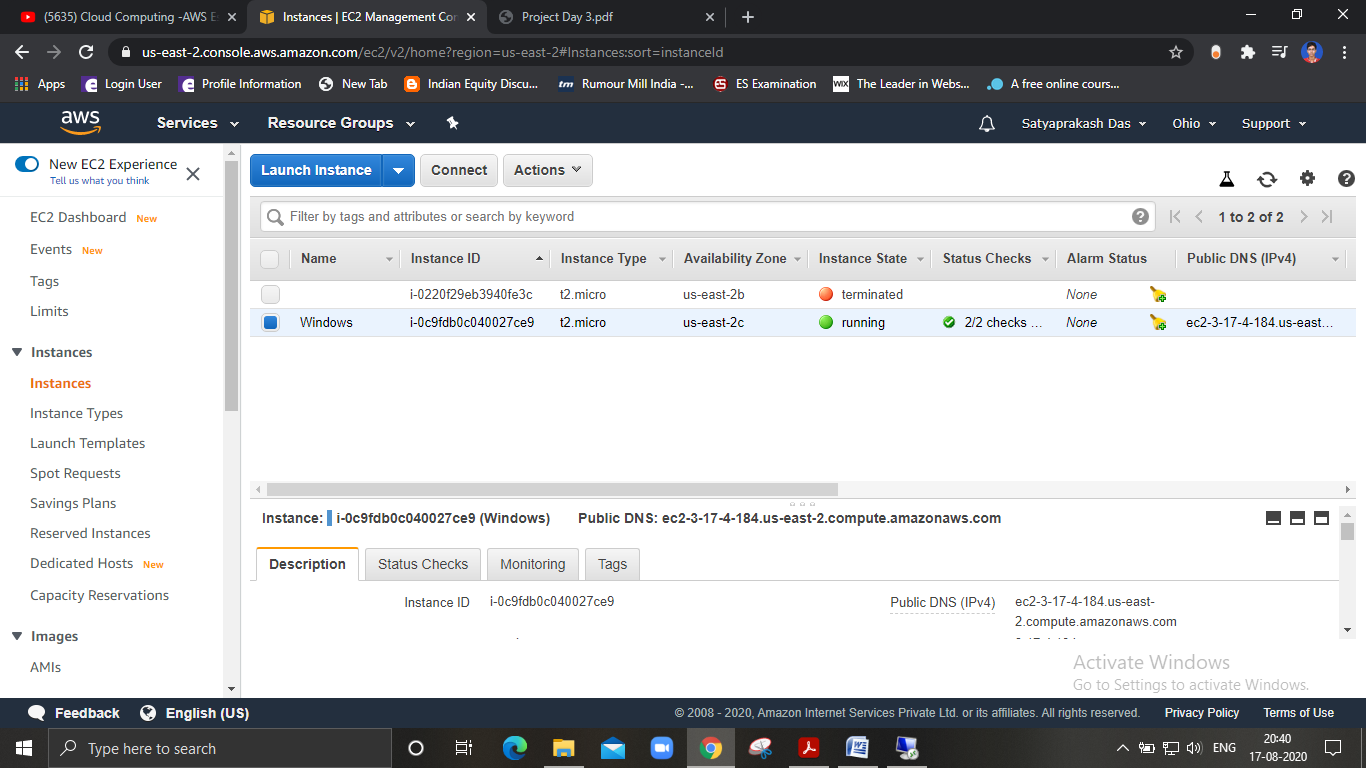 (5635) Cloud Computing -AWS E
Instances | EC2 Management Con
Project Day 3.pdf
us-east-2.console.aws.amazon.com/ec2/v2/home?region=us-east-2#Instances:sort=instanceId
Apps Login User Profile Information New Tab Indian Equity Discu... tm Rumour Mill India -... ES Examination WIX The Leader in Webs... A free online cours...
aws Services Resource Groups Satyaprakash Das Ohio Support
New EC2 Experience
Tell us what you think
EC2 Dashboard New
Events New
Tags
Limits
Instances
Instances
Instance Types
Launch Templates
Spot Requests
Savings Plans
Reserved Instances
Dedicated Hosts New
Capacity Reservations
Images
AMIs
Launch Instance Connect Actions
Filter by tags and attributes or search by keyword 1 to 2 of 2
Name Instance ID Instance Type Availability Zone Instance State Status Checks Alarm Status Public DNS (IPv4)
i-0220f29eb3940fe3c t2.micro us-east-2b terminated None
Windows i-0c9fdb0c040027ce9 t2.micro us-east-2c running 2/2 checks ... None ec2-3-17-4-184.us-east...
Instance: i-0c9fdb0c040027ce9 (Windows) Public DNS: ec2-3-17-4-184.us-east-2.compute.amazonaws.com
Description Status Checks Monitoring Tags
Instance ID i-0c9fdb0c040027ce9 Public DNS (IPv4) ec2-3-17-4-184.us-east-
2.compute.amazonaws.com
Activate Windows
Go to Settings to activate Windows.
Feedback English (US) © 2008 - 2020, Amazon Internet Services Private Ltd. or its affiliates. All rights reserved. Privacy Policy Terms of Use
Type here to search
ENG
20:40
17-08-2020